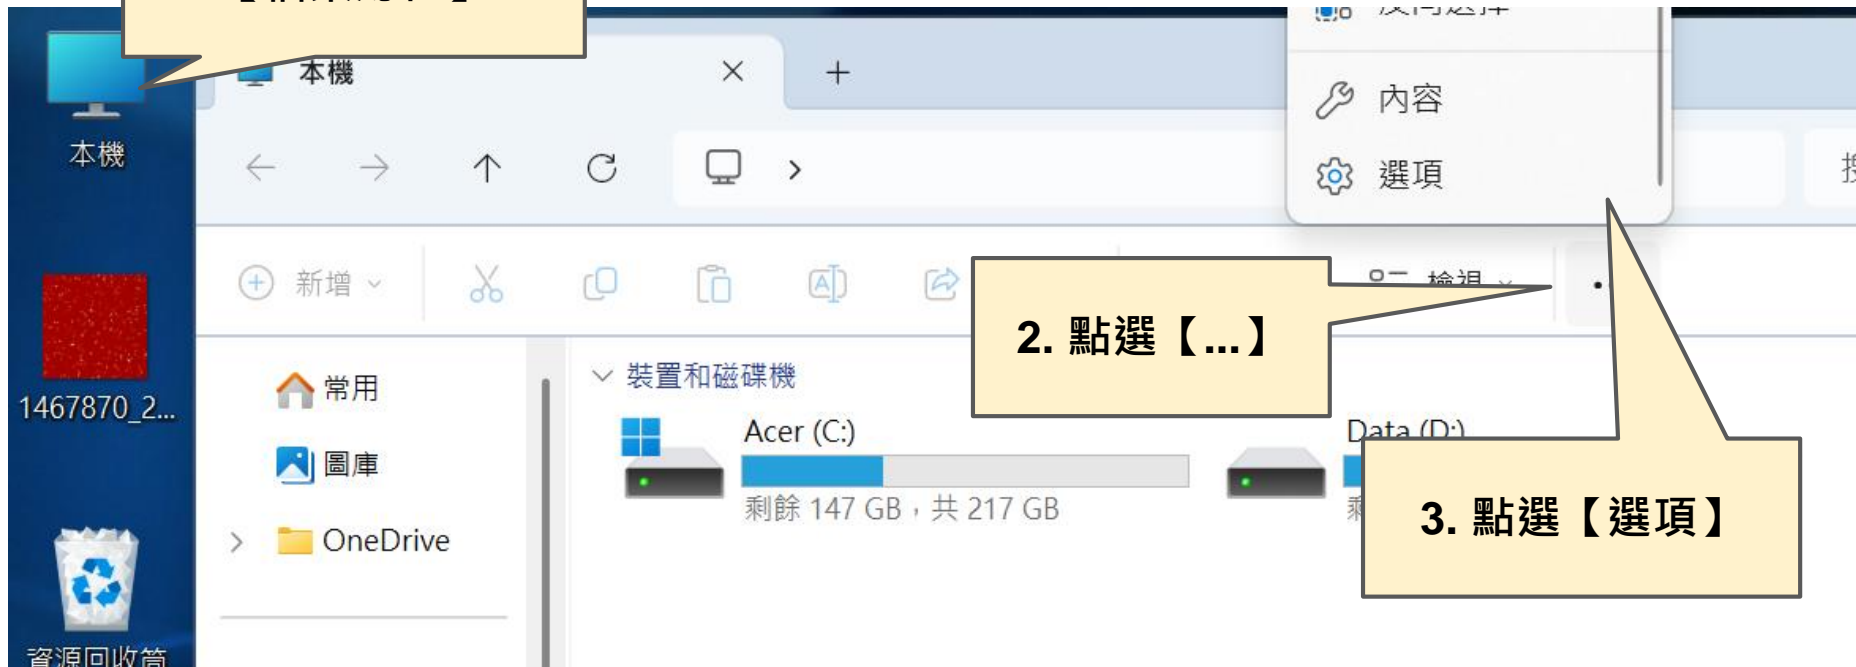 本機
本機
1467870_2...
資源回收筒
內容
選項
新增
檢視
2. 點選【...】
常用
圖庫
OneDrive
裝置和磁碟機
Acer (C:)
剩餘 147 GB，共 217 GB
Data (D:)
3. 點選【選項】